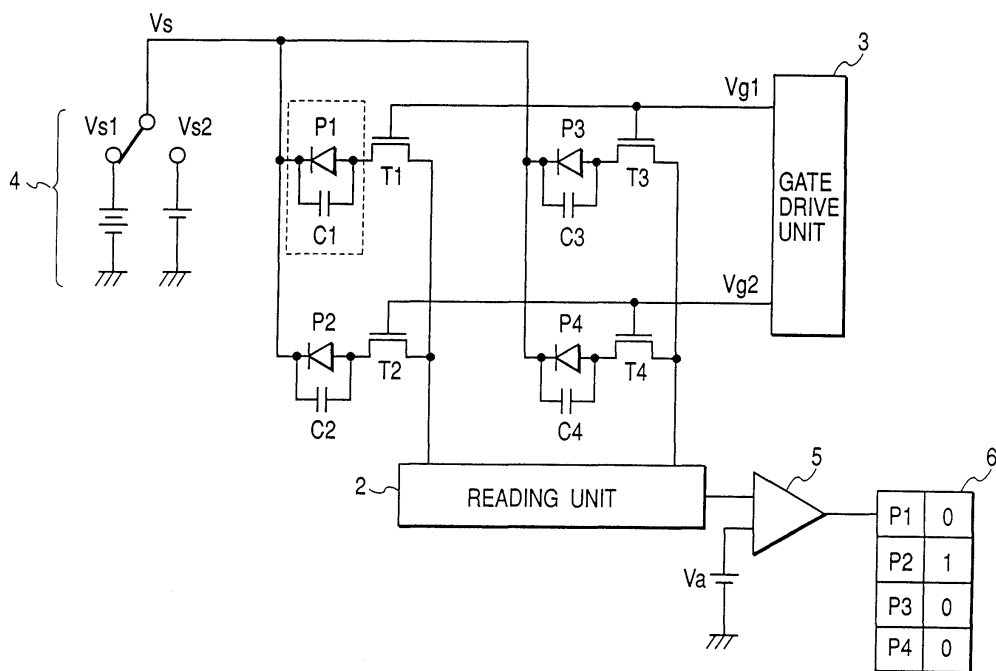 Vs
3
Vg1
Vs1
Vs2
P1
P3
4
T1
T3
GATE
DRIVE
UNIT
C1
C3
Vg2
P2
P4
T2
T4
C2
C4
5
6
2
READING UNIT
P1 0
P2 1
Va
P3 0
P4 0